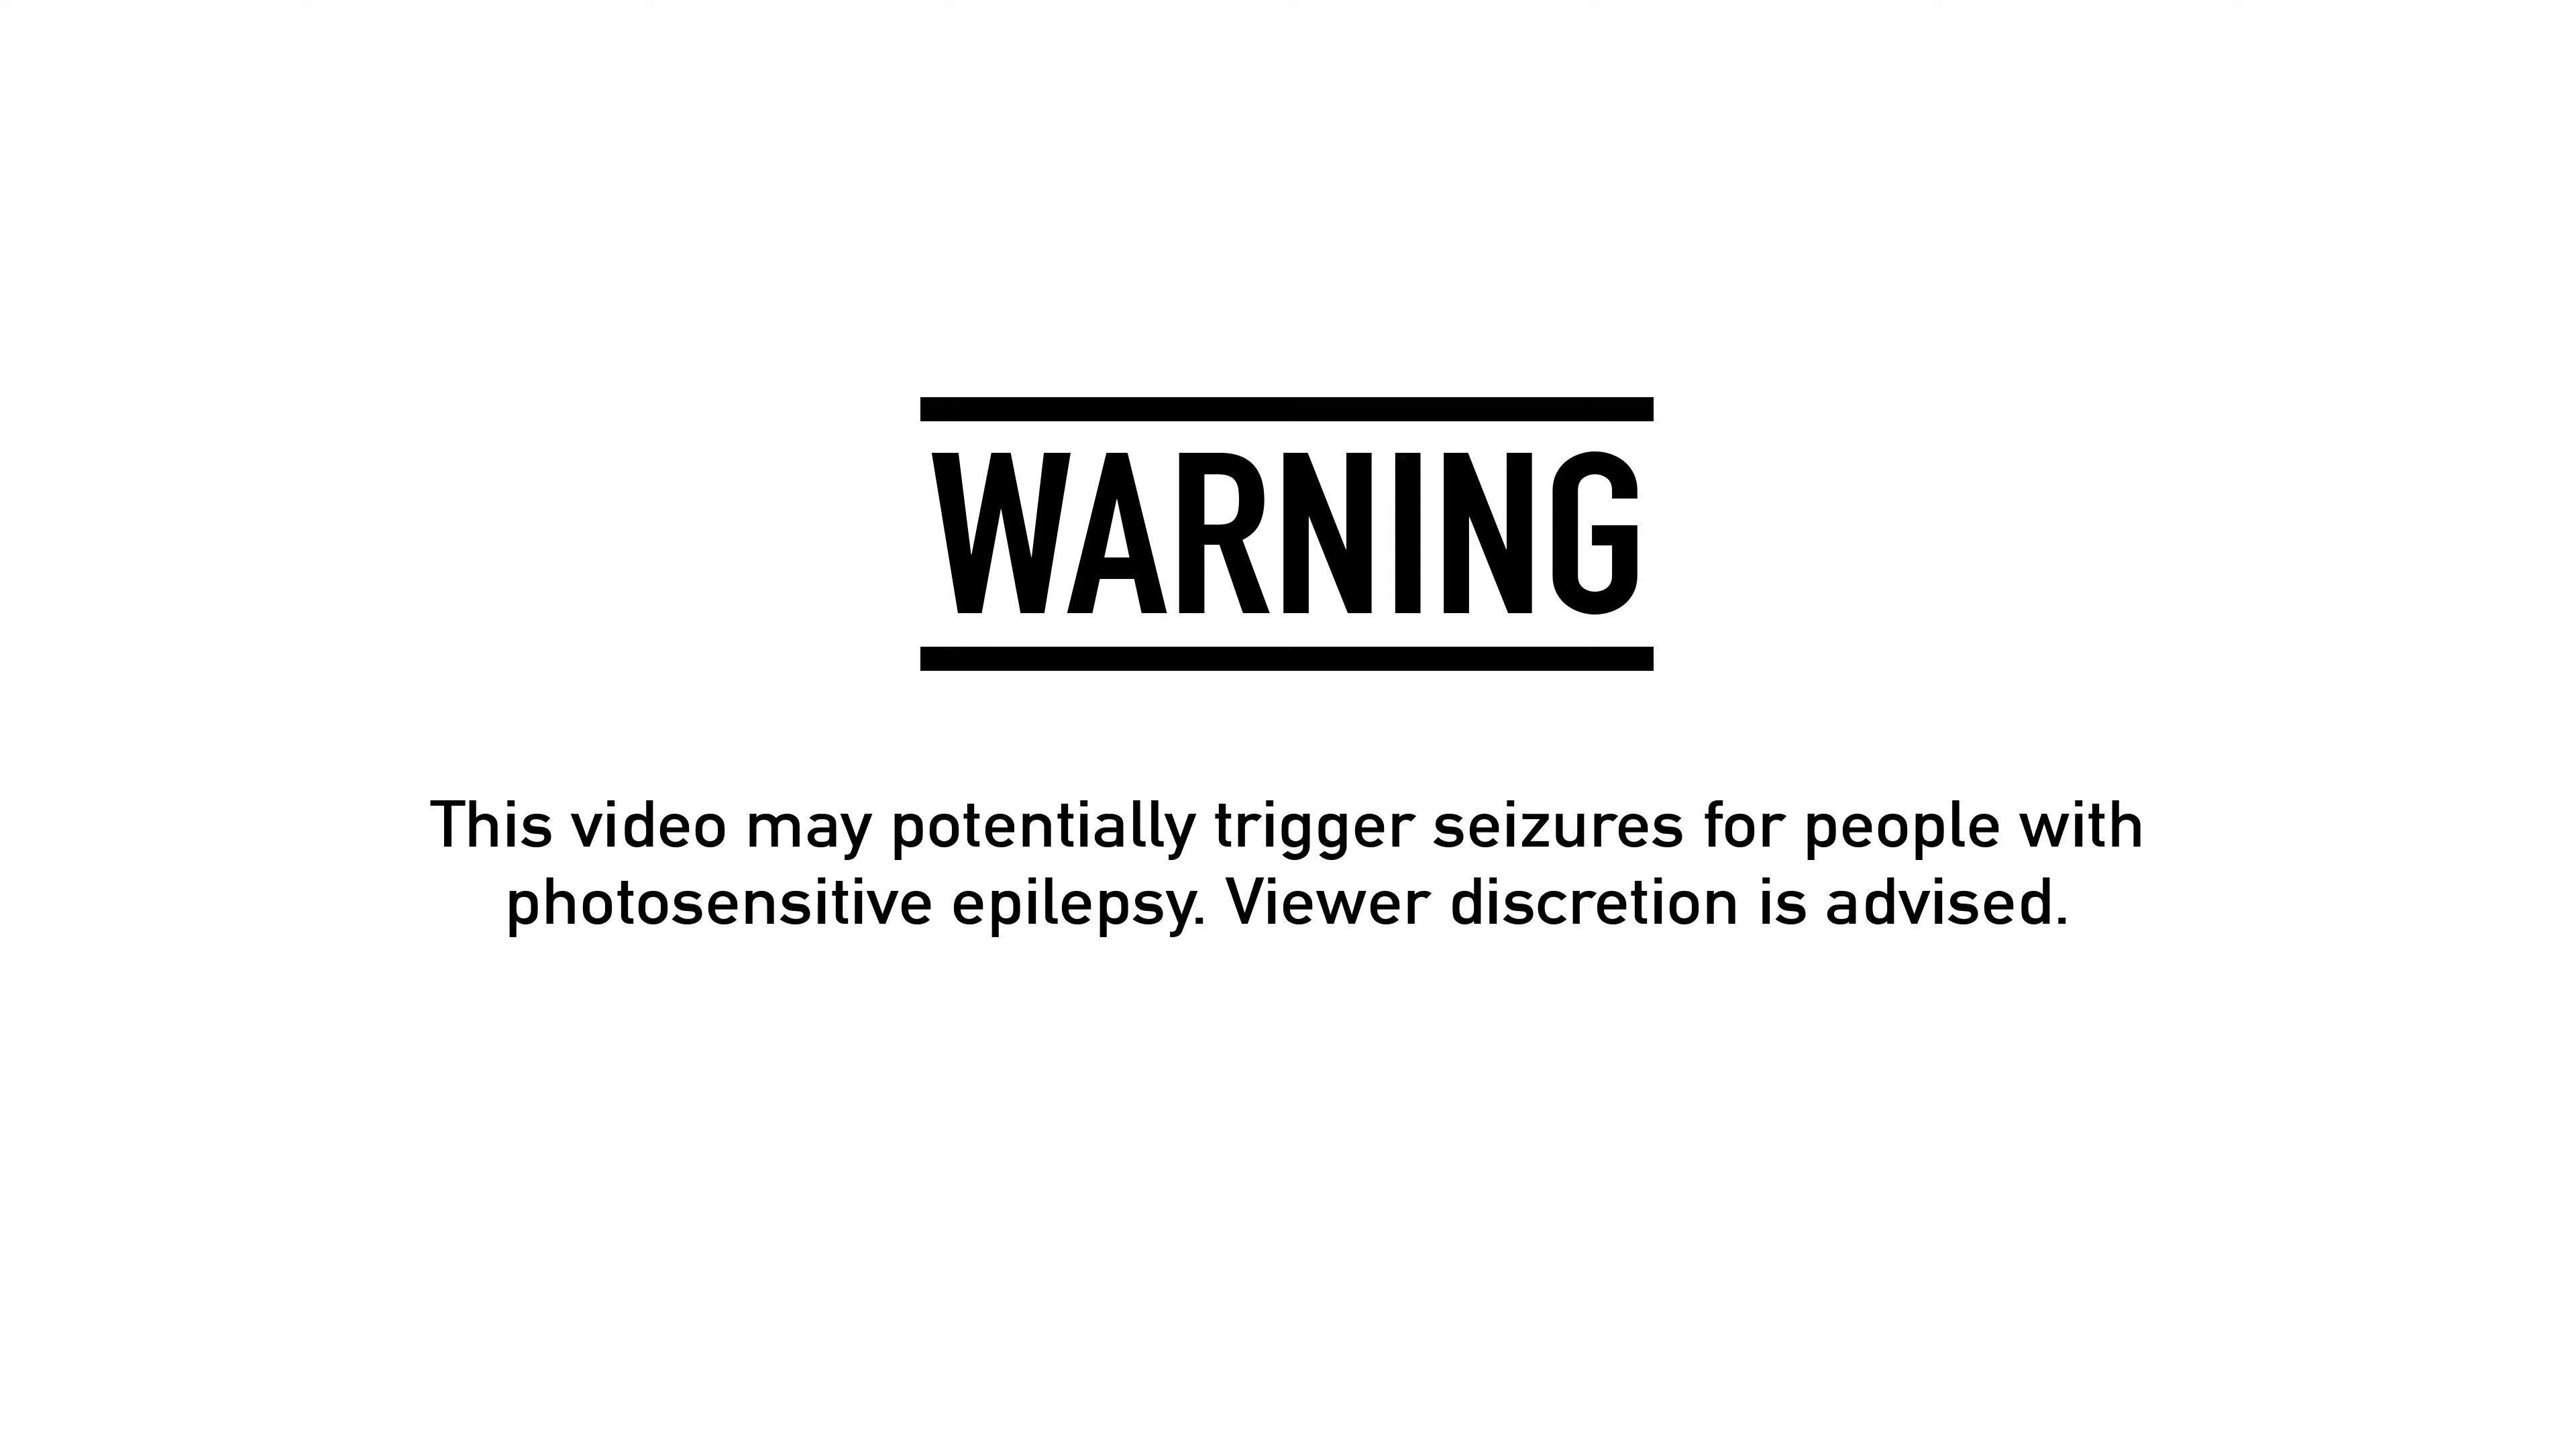 WARNING
This video may potentially trigger seizures for people with
photosensitive epilepsy. Viewer discretion is advised.